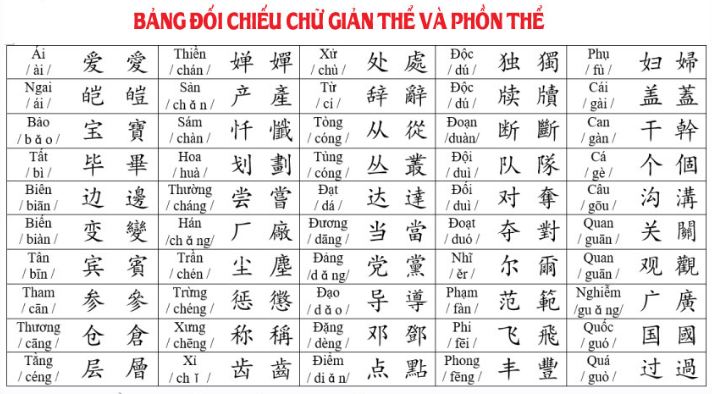 BẢNG ĐỐI CHIẾU CHỮ GIẢN THỂ VÀ PHỒN THỂ
Ái / ài / 爱 愛 Thiền / chán / 婵 嬋 Xử / chù / 处 處 Độc / dú / 独 獨 Phụ / fù / 妇 婦
Ngai / ái / 皑 皚 Sản / ch ǎ n / 产 產 Từ / cí / 辞 辭 Độc / dú / 牍 牘 Cái / gài / 盖 蓋
Bảo / b ǎ o / 宝 寶 Sám / chàn / 忏 懺 Tòng / cóng / 从 從 Đoạn /duàn/ 断 斷 Can / gàn / 干 幹
Tất / bì / 毕 畢 Hoa / huà / 划 劃 Tùng / cóng / 丛 叢 Đội / duì / 队 隊 Cá / gè / 个 個
Biên / biān / 边 邊 Thường / cháng / 尝 嘗 Đạt / dá / 达 達 Đối / duì / 对 奪 Câu / gōu / 沟 溝
Biến / biàn / 变 變 Hán /ch ǎ ng/ 厂 廠 Đương / dāng / 当 當 Đoạt / duó / 夺 對 Quan / guān / 关 關
Tân / bīn / 宾 賓 Trần / chén / 尘 塵 Đảng /d ǎ ng/ 党 黨 Nhĩ / ěr / 尔 爾 Quan / guān / 观 觀
Tham / cān / 参 參 Trừng / chéng / 惩 懲 Đạo / d ǎ o / 导 導 Phạm / fàn / 范 範 Nghiễm /gu ǎ ng/ 广 廣
Thương / cāng / 仓 倉 Xưng / chēng / 称 稱 Đặng / dèng / 邓 鄧 Phi / fēi / 飞 飛 Quốc / guó / 国 國
Tầng / céng / 层 層 Xỉ / ch ǐ / 齿 齒 Điểm / di ǎ n/ 点 點 Phong / fēng / 丰 豐 Quá / guò / 过 過